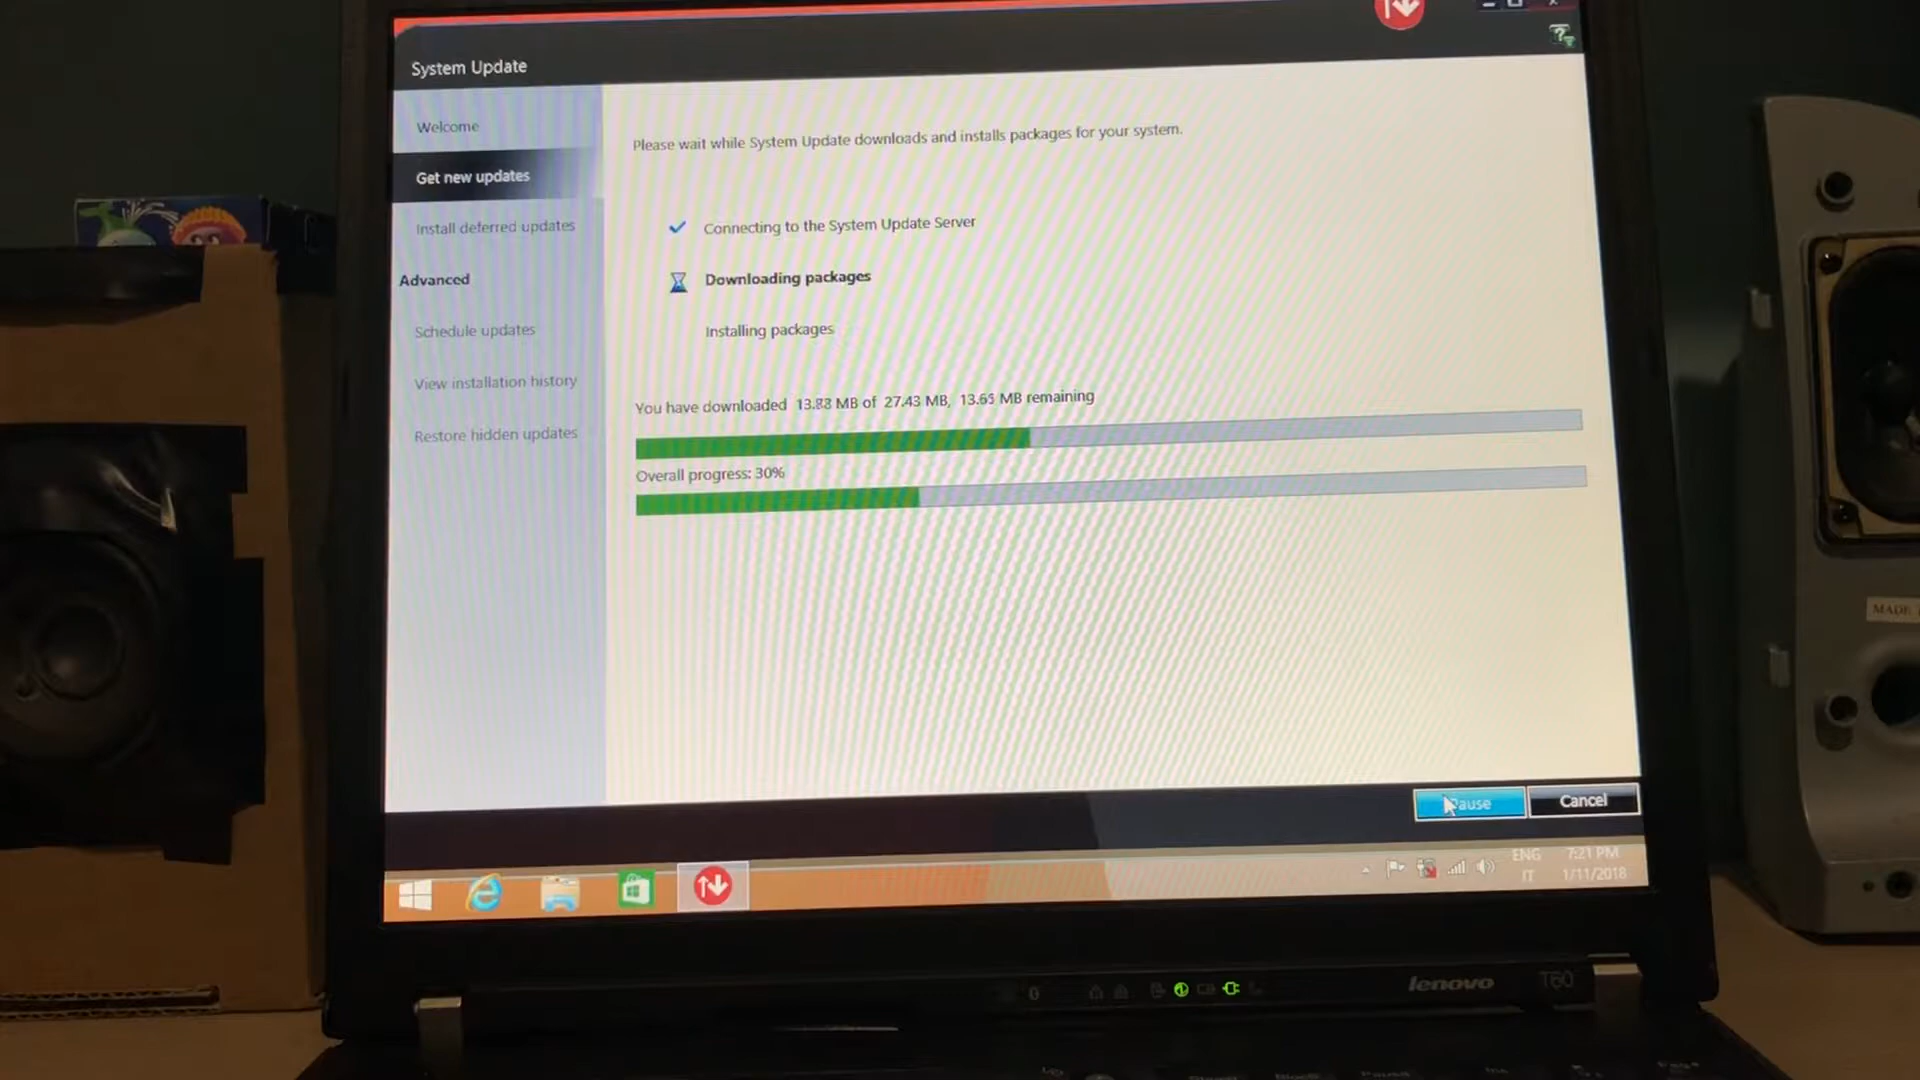 System Update
Welcome
Get new updates
Install deferred updates
Advanced
Schedule updates
View installation history
Restore hidden updates
Please wait while System Update downloads and installs packages for your system.
Connecting to the System Update Server
Downloading packages
Installing packages
You have downloaded 13.83 MB of 27.43 MB, 13.65 MB remaining
Overall progress: 30%
Pause
Cancel
ENG
IT
7:21 PM
1/11/2018
lenovo
T60
MADE